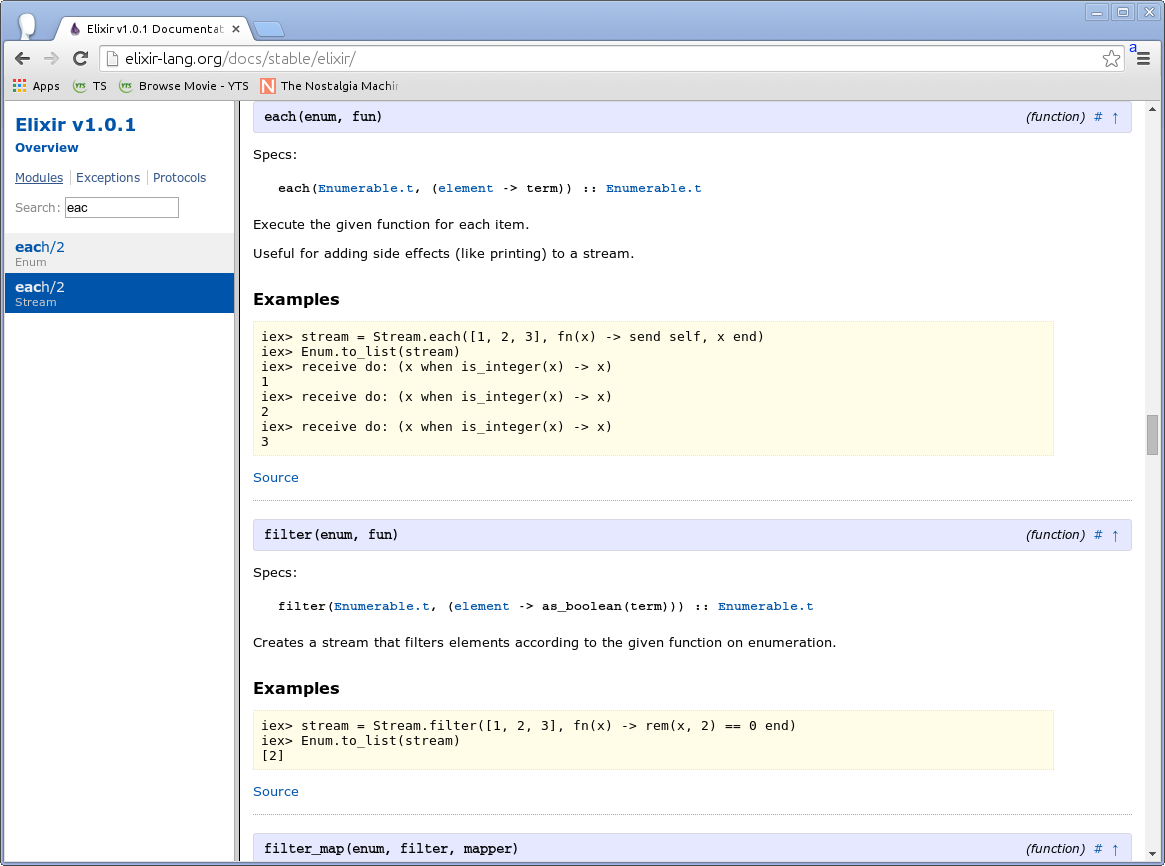 Elixir v1.0.1 Documentat
elixir-lang.org/docs/stable/elixir/
a
Apps TS Browse Movie - YTS The Nostalgia Machin
Elixir v1.0.1
Overview
Modules Exceptions Protocols
Search: eac
each/2
Enum
each/2
Stream
each(enum, fun) (function) # ↑
Specs:
each(Enumerable.t, (element -> term)) :: Enumerable.t
Execute the given function for each item.
Useful for adding side effects (like printing) to a stream.
Examples
iex> stream = Stream.each([1, 2, 3], fn(x) -> send self, x end)
iex> Enum.to_list(stream)
iex> receive do: (x when is_integer(x) -> x)
1
iex> receive do: (x when is_integer(x) -> x)
2
iex> receive do: (x when is_integer(x) -> x)
3
Source
filter(enum, fun) (function) # ↑
Specs:
filter(Enumerable.t, (element -> as_boolean(term))) :: Enumerable.t
Creates a stream that filters elements according to the given function on enumeration.
Examples
iex> stream = Stream.filter([1, 2, 3], fn(x) -> rem(x, 2) == 0 end)
iex> Enum.to_list(stream)
[2]
Source
filter_map(enum, filter, mapper) (function) # ↑